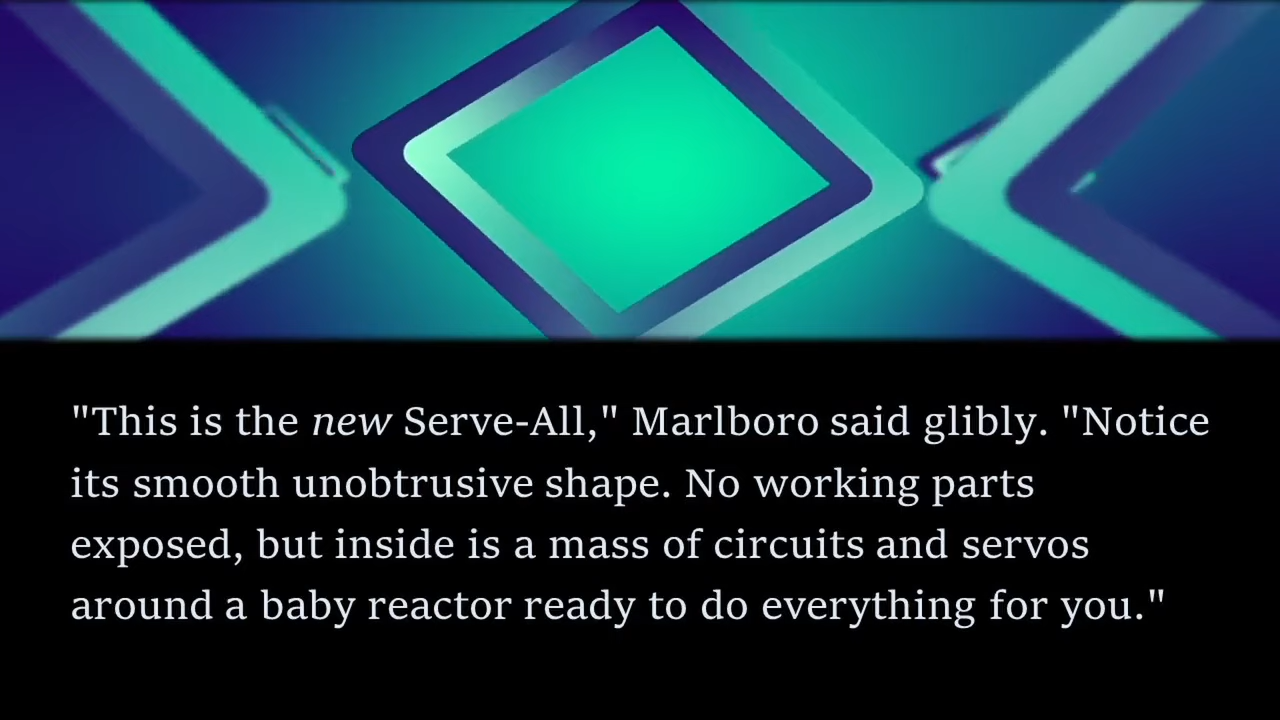 "This is the new Serve-All," Marlboro said glibly. "Notice
its smooth unobtrusive shape. No working parts
exposed, but inside is a mass of circuits and servos
around a baby reactor ready to do everything for you."